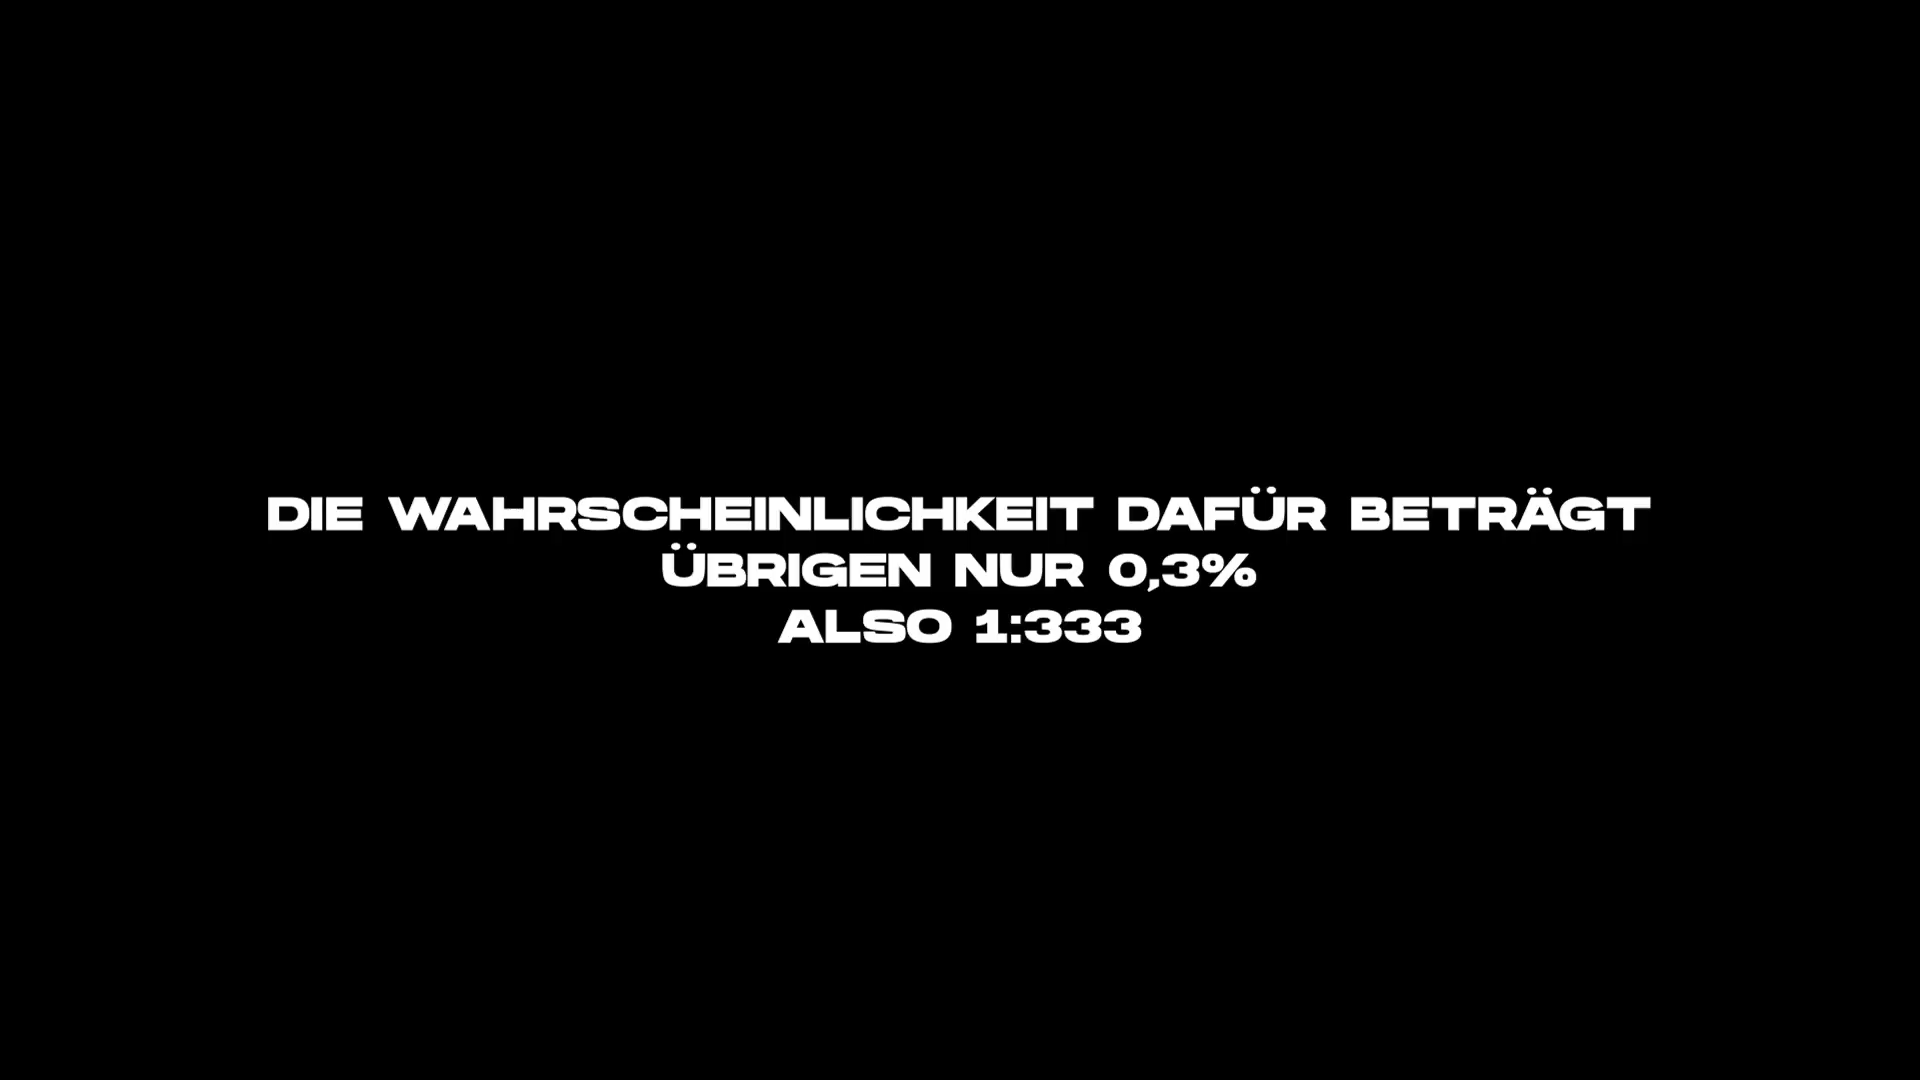 DIE WAHRSCHEINLICHKEIT DAFÜR BETRÄGT
ÜBRIGEN NUR 0,3%
ALSO 1:333